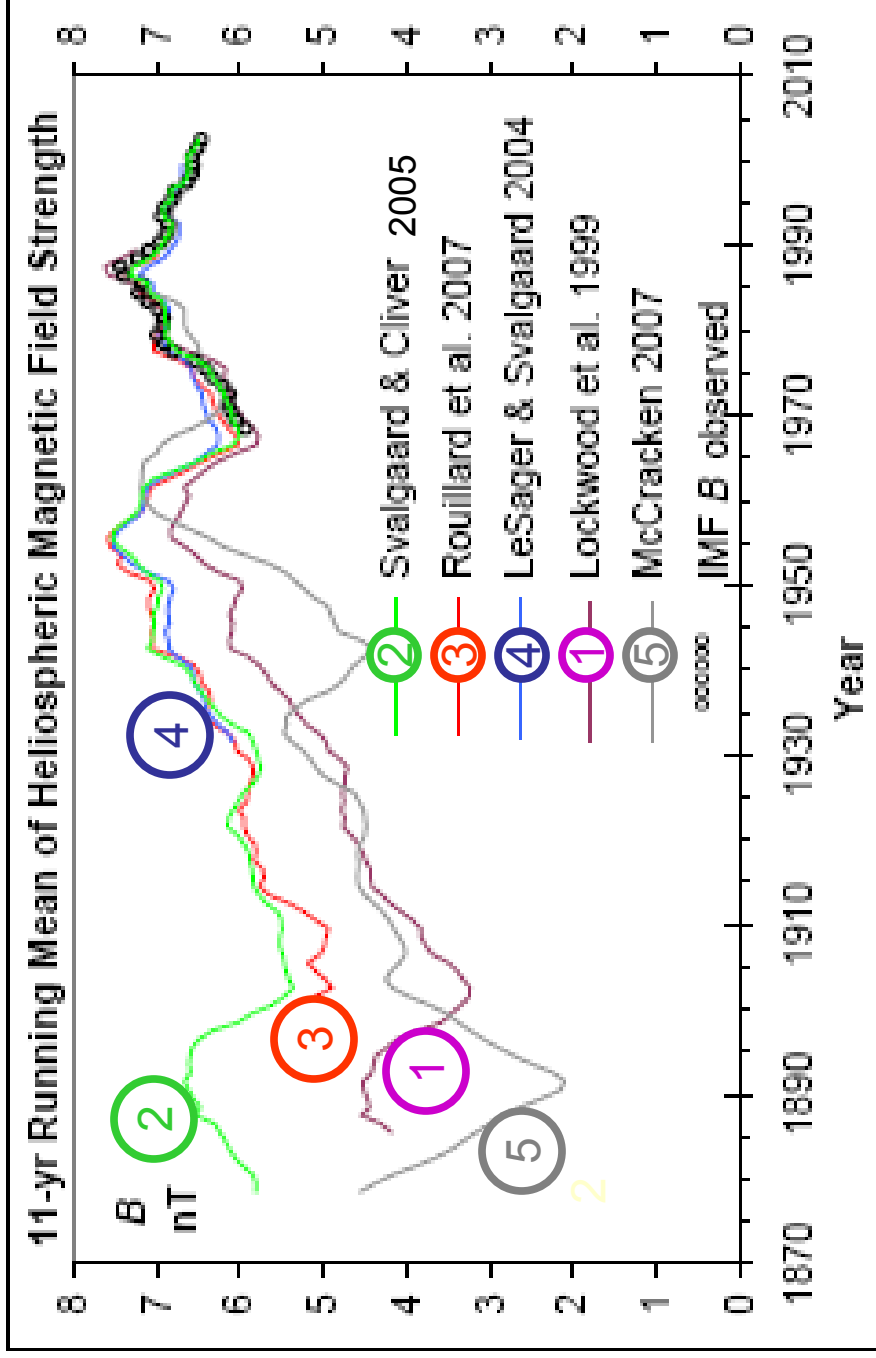 11-yr Running Mean of Heliospheric Magnetic Field Strength
8 8
7 7
6 6
5 5
4 4
3 3
2 2
1 1
0 0
B
nT
2
3
4
1
5
2
2 Svalgaard & Cliver 2005
3 Rouillard et al. 2007
4 LeSager & Svalgaard 2004
1 Lockwood et al. 1999
5 McCracken 2007
IMF B observed
1870 1890 1910 1930 1950 1970 1990 2010
Year